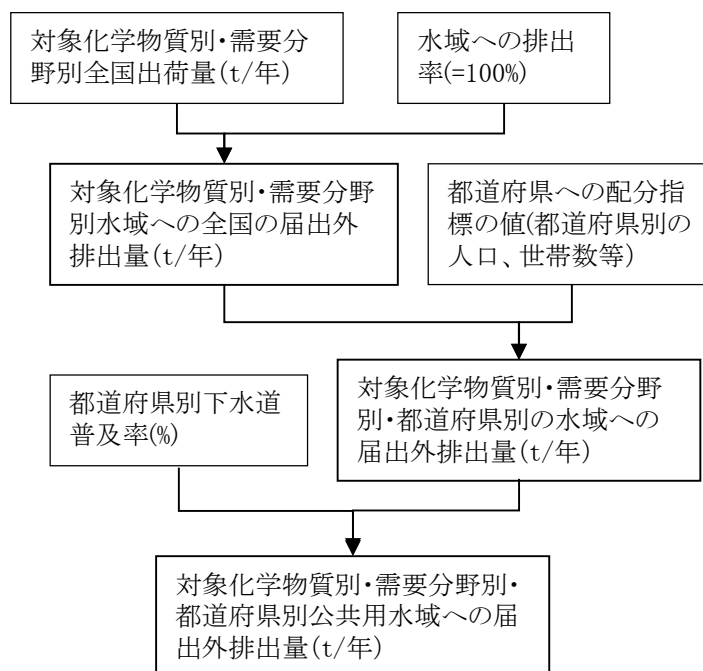 対象化学物質別・需要分
野別全国出荷量(t/年)
水域への排出
率(=100%)
対象化学物質別・需要分野
別水域への全国の届出外
排出量(t/年)
都道府県への配分指
標の値(都道府県別の
人口、世帯数等)
都道府県別下水道
普及率(%)
対象化学物質別・需要分野
別・都道府県別の水域への
届出外排出量(t/年)
対象化学物質別・需要分野別・
都道府県別公共用水域への届
出外排出量(t/年)